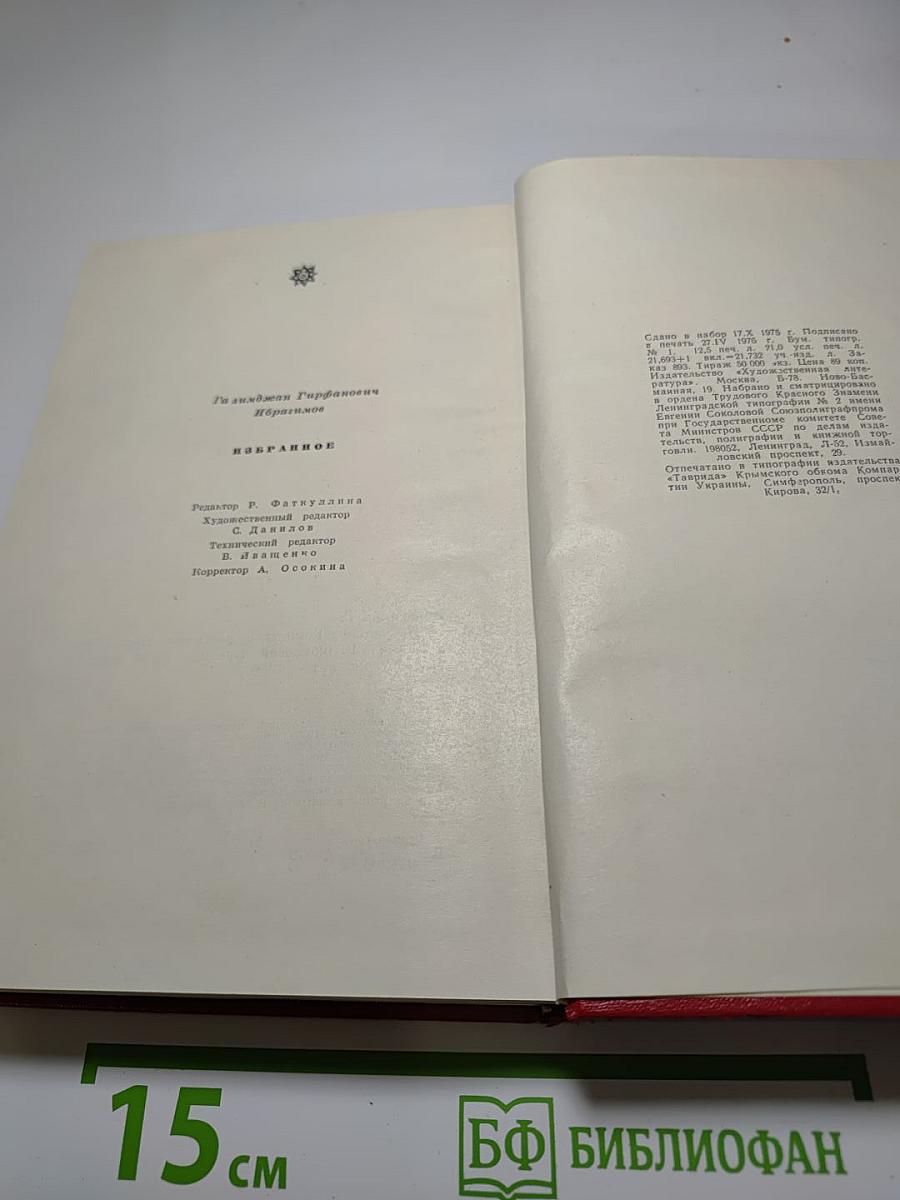 Галимджан Гирфанович
Ибрагимов
ИЗБРАННОЕ
Редактор Р. Фаткуллина
Художественный редактор
С. Данилов
Технический редактор
В. Иващенко
Корректор А. Осокина
Сдано в набор 17.X 1975 г. Подписано
в печать 27.IV 1976 г. Бум. типогр.
№ 1. 12,5 печ. л. 21,0 усл. печ. л.
21,693+1 вкл.=21,732 уч.-изд. л. За-
каз 893. Тираж 50 000 экз. Цена 89 коп.
Издательство «Художественная лите-
ратура». Москва, Б-78. Ново-Бас-
манная, 19. Набрано и сматрицировано
в ордена Трудового Красного Знамени
Ленинградской типографии № 2 имени
Евгении Соколовой Союзполиграфпрома
при Государственном комитете Сове-
та Министров СССР по делам изда-
тельств, полиграфии и книжной тор-
говли. 198052, Ленинград, Л-52, Измай-
ловский проспект, 29.
Отпечатано в типографии издательства
«Таврида» Крымского обкома Компар-
тии Украины, Симферополь, проспек
Кирова, 32/1.
15 см
БФ БИБЛИОФАН